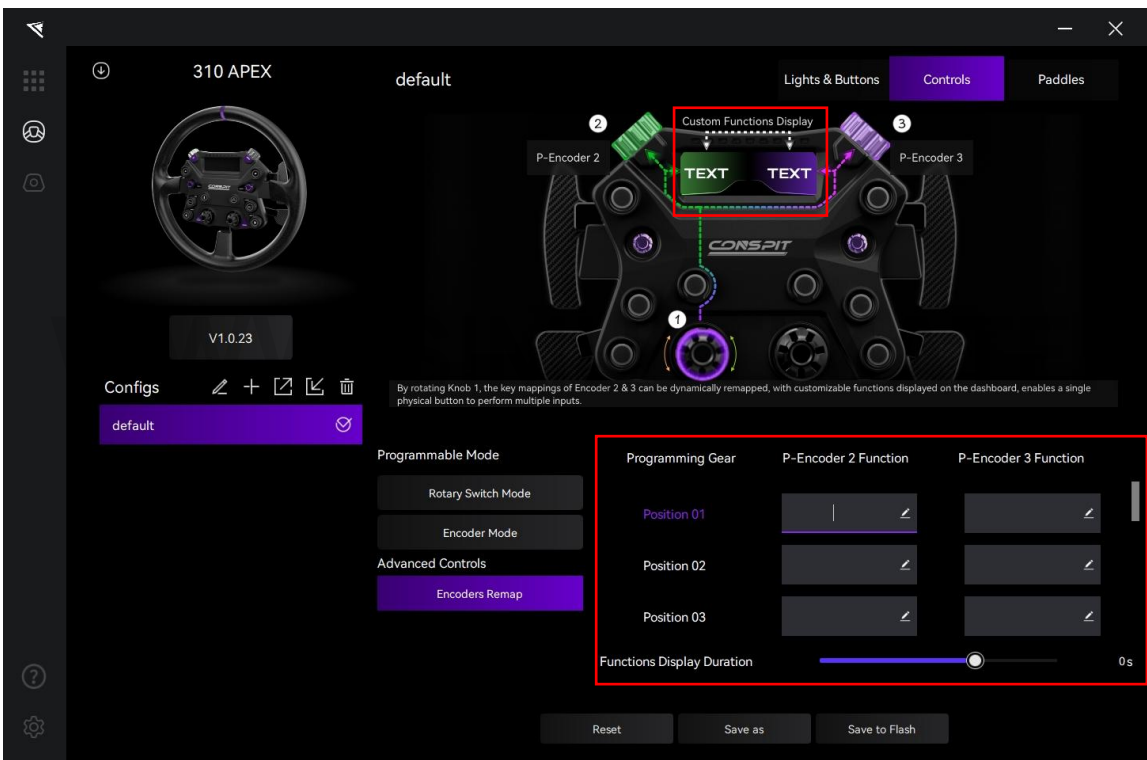 310 APEX
V1.0.23
Configs
default
default
Lights & Buttons
Controls
Paddles
Custom Functions Display
2
3
P-Encoder 2
P-Encoder 3
TEXT
TEXT
CONSPIT
1
By rotating Knob 1, the key mappings of Encoder 2 & 3 can be dynamically remapped, with customizable functions displayed on the dashboard, enables a single
physical button to perform multiple inputs.
Programmable Mode
Rotary Switch Mode
Encoder Mode
Advanced Controls
Encoders Remap
Programming Gear
P-Encoder 2 Function
P-Encoder 3 Function
Position 01
Position 02
Position 03
Functions Display Duration
0s
Reset
Save as
Save to Flash